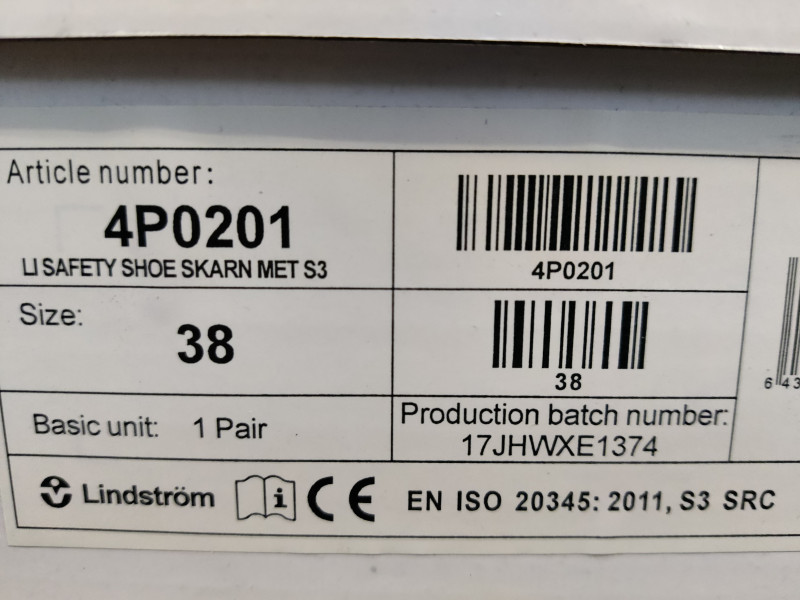 Article number:
4P0201
LI SAFETY SHOE SKARN MET S3
4P0201
Size:
38
38
Basic unit: 1 Pair
Production batch number:
17JHWXE1374
Lindström
i
CE
EN ISO 20345: 2011, S3 SRC
6 43